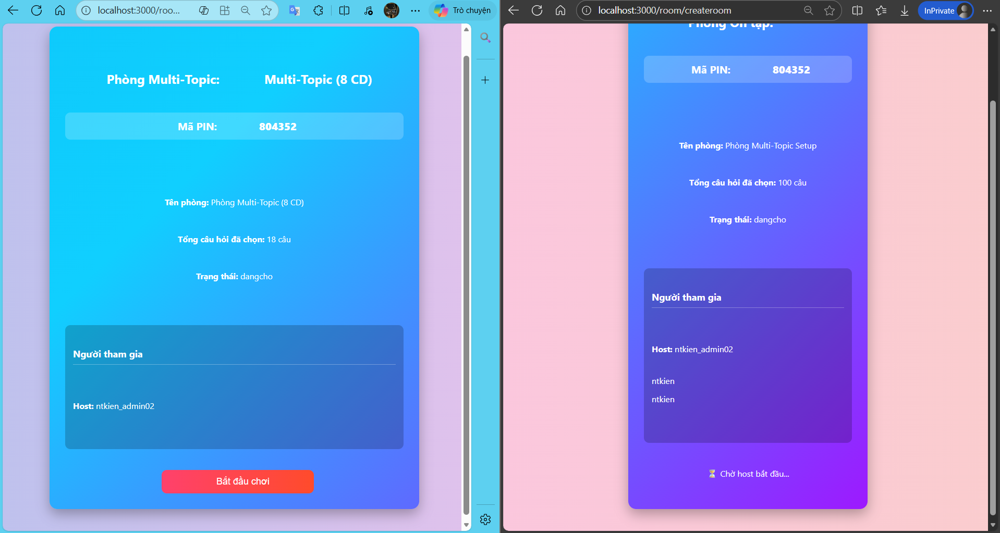 localhost:3000/roo...
Trò chuyện
Phòng Multi-Topic: Multi-Topic (8 CD)
Mã PIN: 804352
Tên phòng: Phòng Multi-Topic (8 CD)
Tổng câu hỏi đã chọn: 18 câu
Trạng thái: dangcho
Người tham gia
Host: ntkien_admin02
Bắt đầu chơi
localhost:3000/room/createroom
InPrivate
Phòng Ôn tập:
Mã PIN: 804352
Tên phòng: Phòng Multi-Topic Setup
Tổng câu hỏi đã chọn: 100 câu
Trạng thái: dangcho
Người tham gia
Host: ntkien_admin02
ntkien
ntkien
⏳ Chờ host bắt đầu...